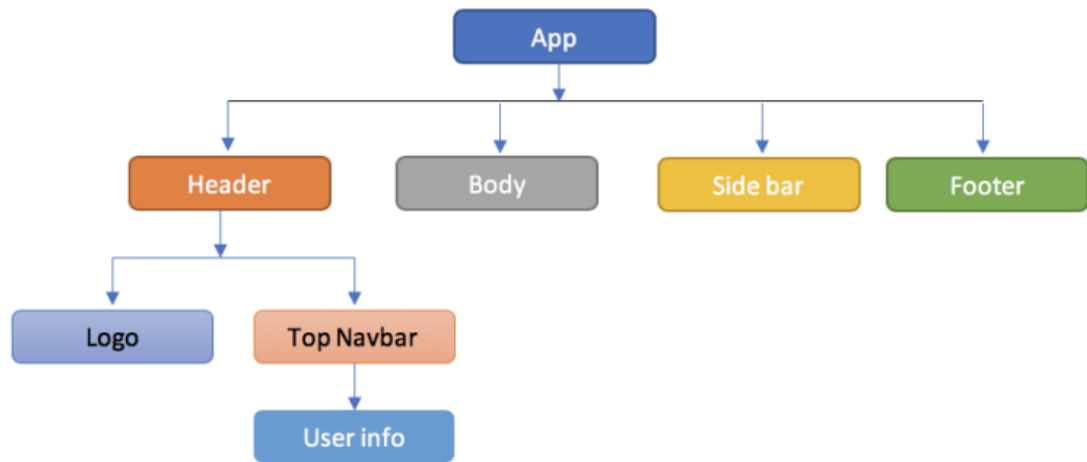 App
Header
Body
Side bar
Footer
Logo
Top Navbar
User info